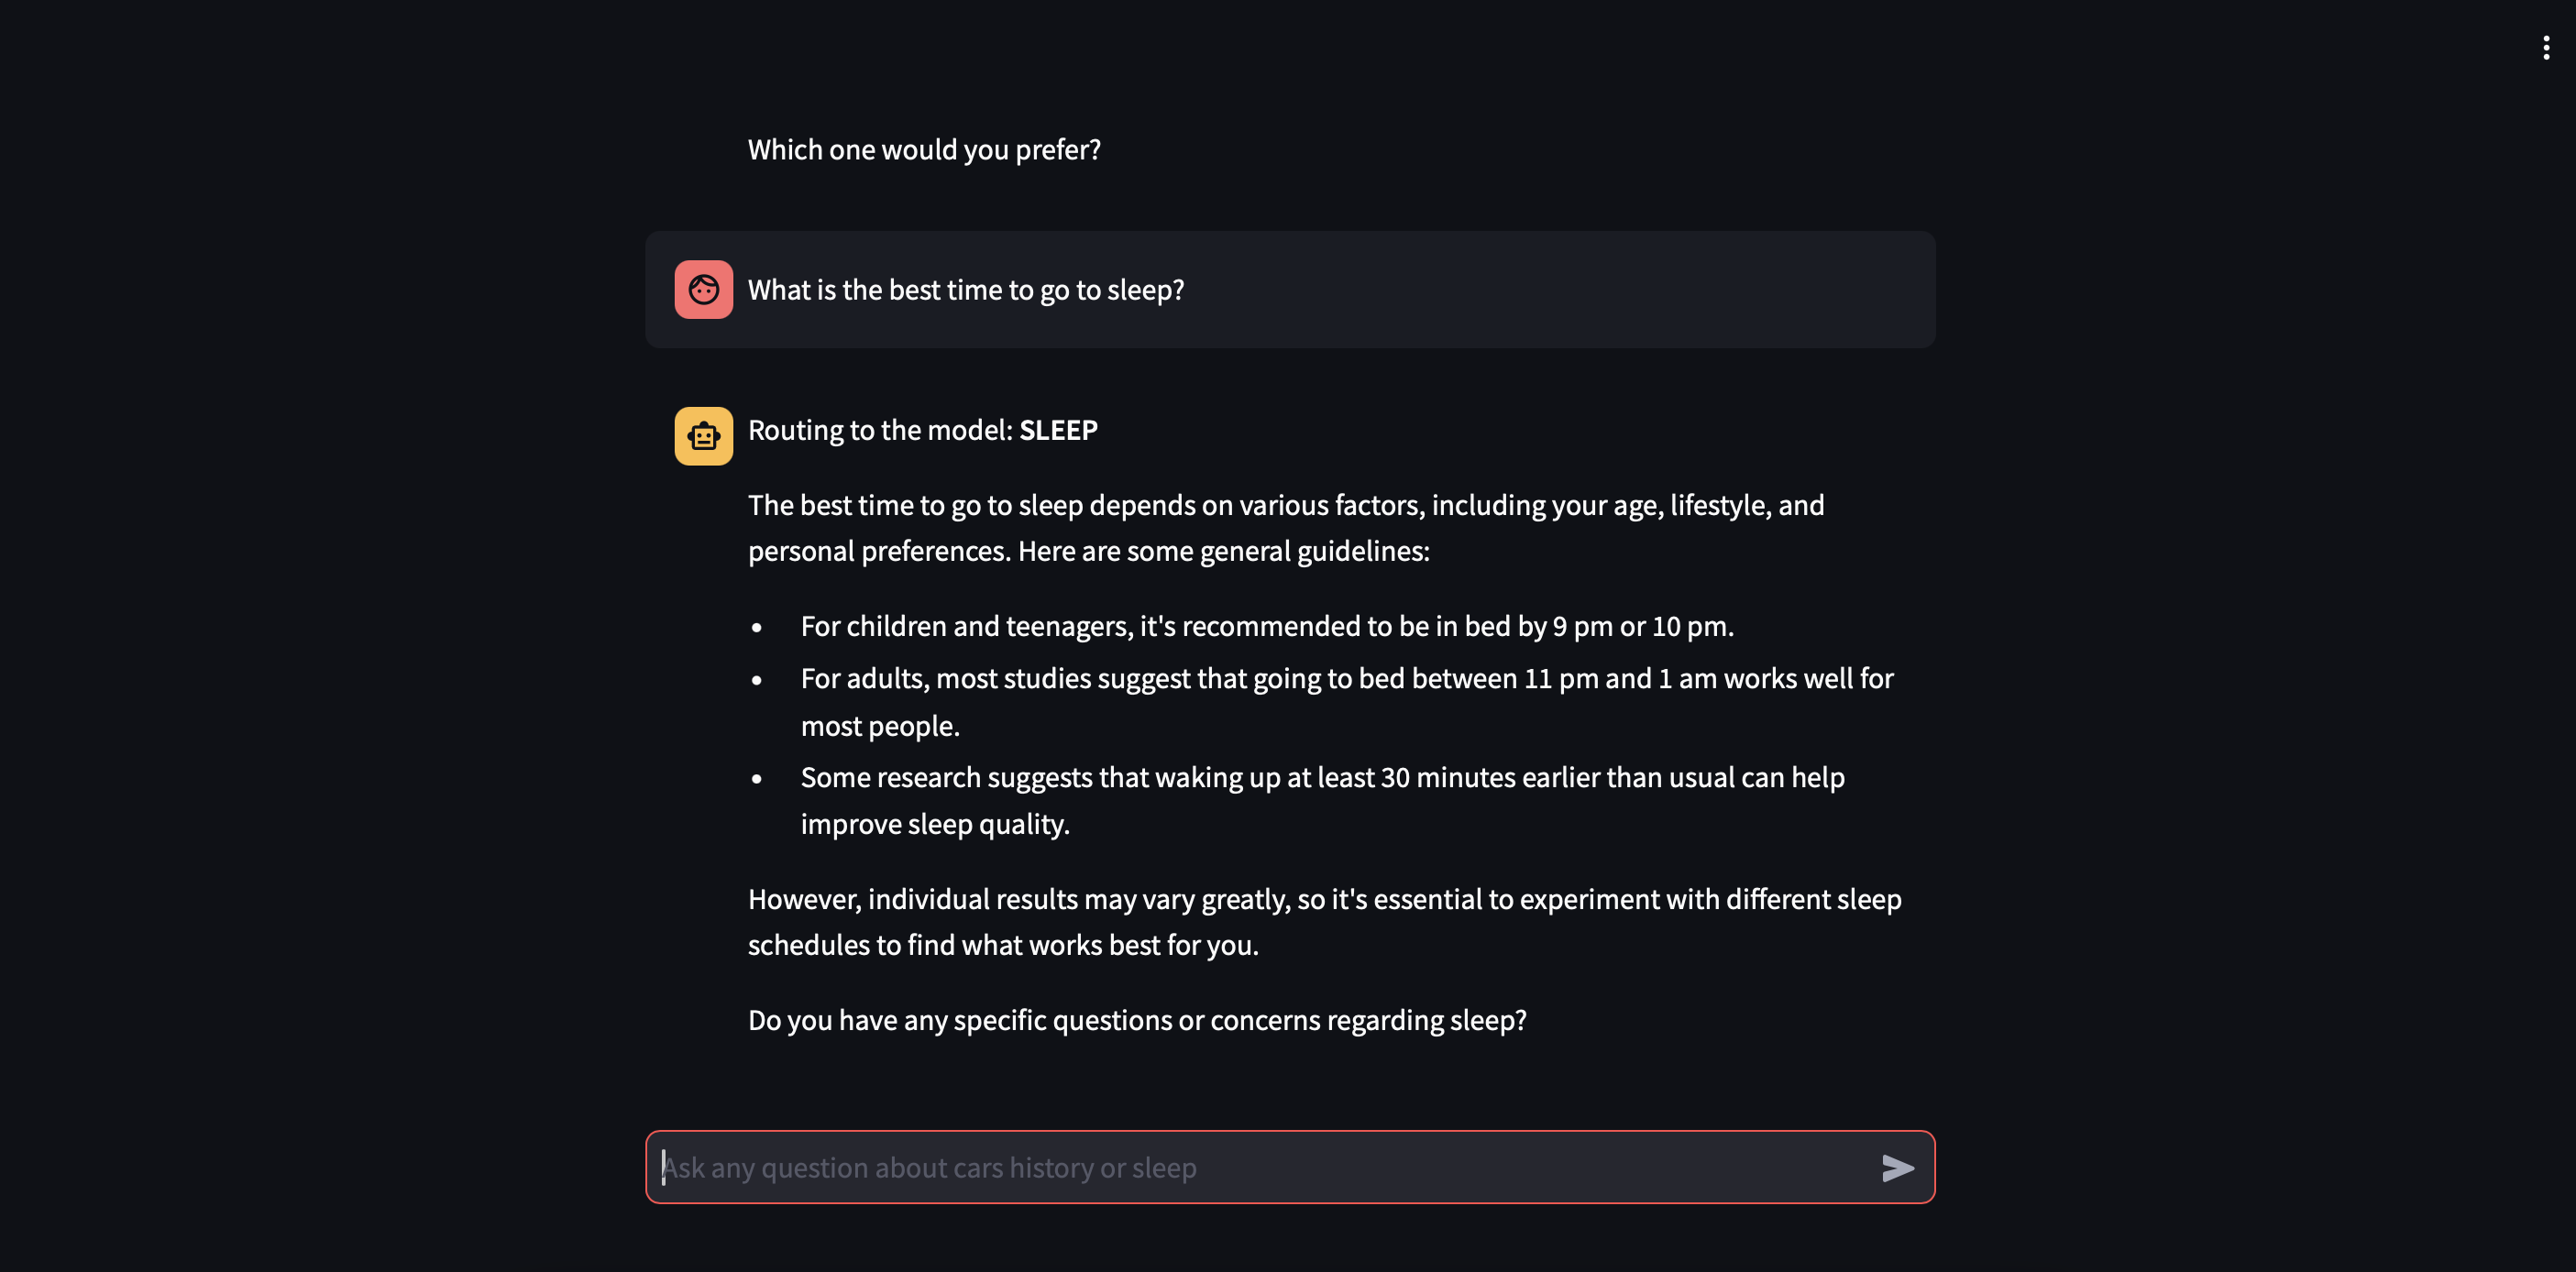 Which one would you prefer?
What is the best time to go to sleep?
Routing to the model: SLEEP
The best time to go to sleep depends on various factors, including your age, lifestyle, and
personal preferences. Here are some general guidelines:
• For children and teenagers, it's recommended to be in bed by 9 pm or 10 pm.
• For adults, most studies suggest that going to bed between 11 pm and 1 am works well for
most people.
• Some research suggests that waking up at least 30 minutes earlier than usual can help
improve sleep quality.
However, individual results may vary greatly, so it's essential to experiment with different sleep
schedules to find what works best for you.
Do you have any specific questions or concerns regarding sleep?
Ask any question about cars history or sleep